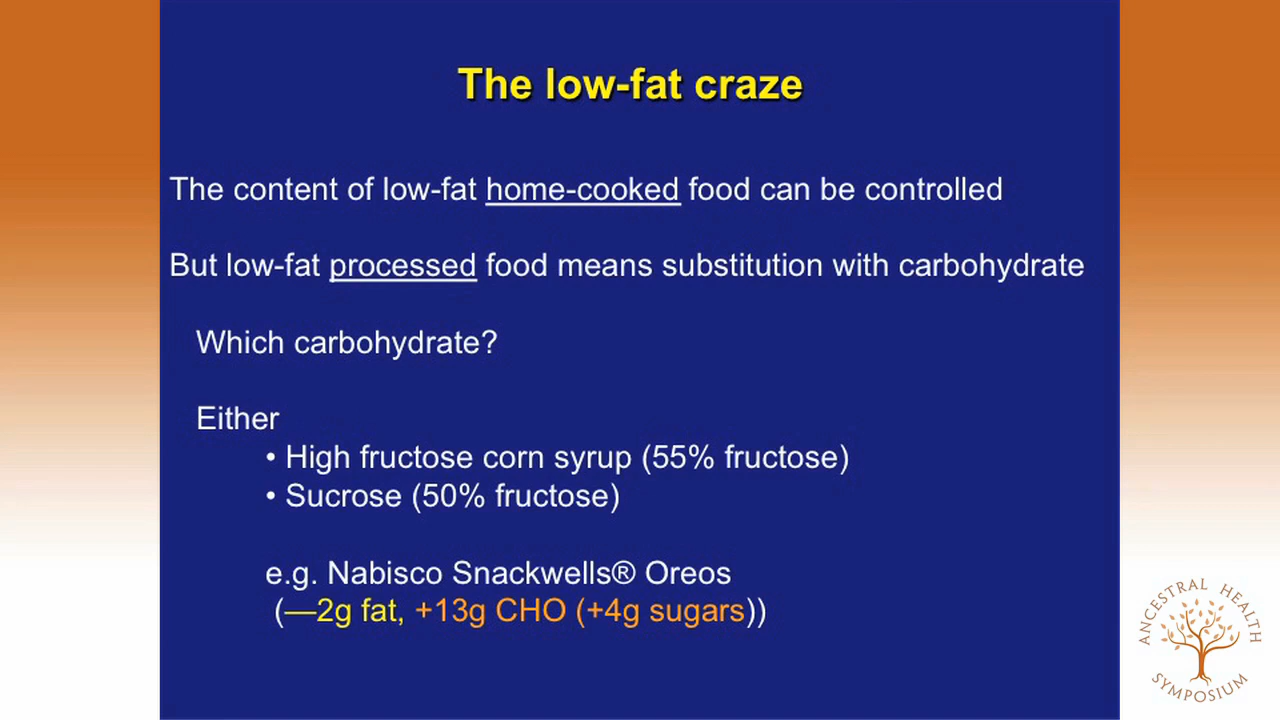 The low-fat craze
The content of low-fat home-cooked food can be controlled
But low-fat processed food means substitution with carbohydrate
Which carbohydrate?
Either
• High fructose corn syrup (55% fructose)
• Sucrose (50% fructose)
e.g. Nabisco Snackwells® Oreos
(—2g fat, +13g CHO (+4g sugars))
ANCESTRAL HEALTH
SYMPOSIUM